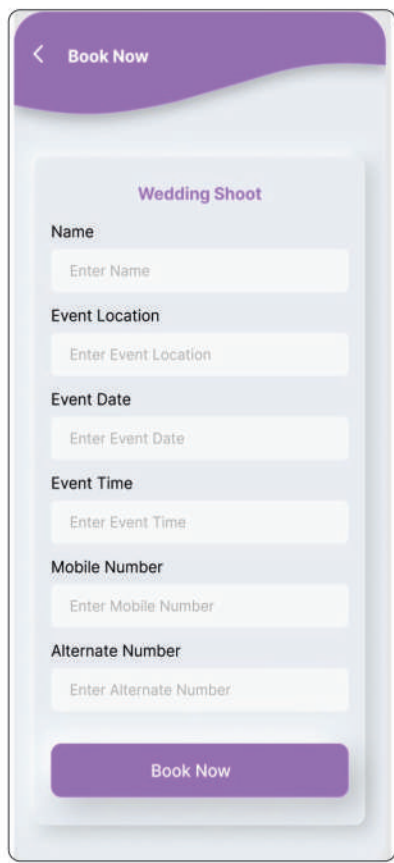 Book Now
Wedding Shoot
Name
Enter Name
Event Location
Enter Event Location
Event Date
Enter Event Date
Event Time
Enter Event Time
Mobile Number
Enter Mobile Number
Alternate Number
Enter Alternate Number
Book Now